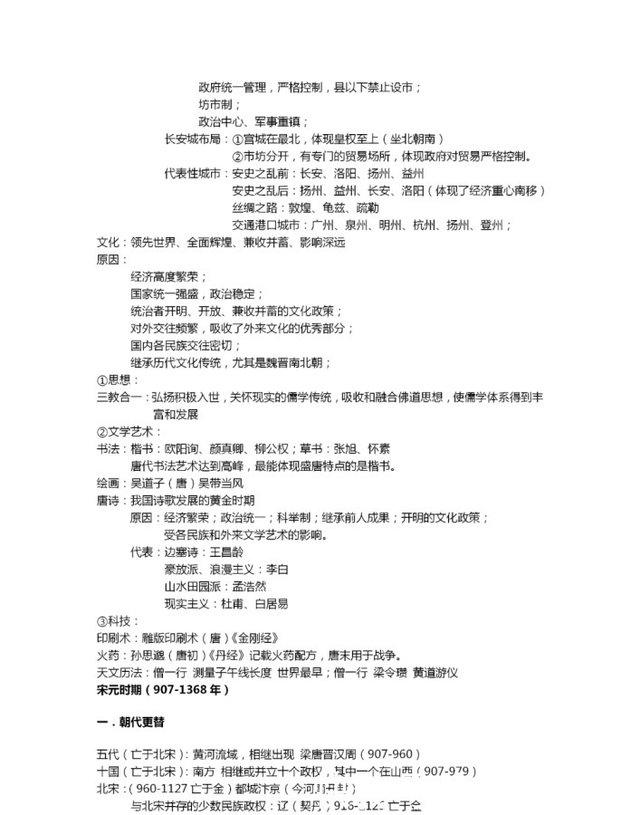 政府统一管理，严格控制，县以下禁止设市；
坊市制；
政治中心、军事重镇；
长安城布局：①宫城在最北，体现皇权至上（坐北朝南）
②市坊分开，有专门的贸易场所，体现政府对贸易严格控制。
代表性城市：安史之乱前：长安、洛阳、扬州、益州
安史之乱后：扬州、益州、长安、洛阳（体现了经济重心南移）
丝绸之路：敦煌、龟兹、疏勒
交通港口城市：广州、泉州、明州、杭州、扬州、登州；
文化：领先世界、全面辉煌、兼收并蓄、影响深远
原因：
经济高度繁荣；
国家统一强盛，政治稳定；
统治者开明、开放、兼收并蓄的文化政策；
对外交往频繁，吸收了外来文化的优秀部分；
国内各民族交往密切；
继承历代文化传统，尤其是魏晋南北朝；
①思想：
三教合一：弘扬积极入世，关怀现实的儒学传统，吸收和融合佛道思想，使儒学体系得到丰
富和发展
②文学艺术：
书法：楷书：欧阳询、颜真卿、柳公权；草书：张旭、怀素
唐代书法艺术达到高峰，最能体现盛唐特点的是楷书。
绘画：吴道子（唐）吴带当风
唐诗：我国诗歌发展的黄金时期
原因：经济繁荣；政治统一；科举制；继承前人成果；开明的文化政策；
受各民族和外来文学艺术的影响。
代表：边塞诗：王昌龄
豪放派、浪漫主义：李白
山水田园派：孟浩然
现实主义：杜甫、白居易
③科技：
印刷术：雕版印刷术（唐）《金刚经》
火药：孙思邈（唐初）《丹经》记载火药配方，唐末用于战争。
天文历法：僧一行 测量子午线长度 世界最早；僧一行 梁令瓒 黄道游仪
宋元时期（907-1368 年）
一．朝代更替
五代（亡于北宋）：黄河流域，相继出现 梁唐晋汉周（907-960）
十国（亡于北宋）：南方 相继或并立十个政权，其中一个在山西（907-979）
北宋：（960-1127 亡于金）都城汴京（今河南开封）
与北宋并存的少数民族政权：辽（契丹）916-1125 亡于金